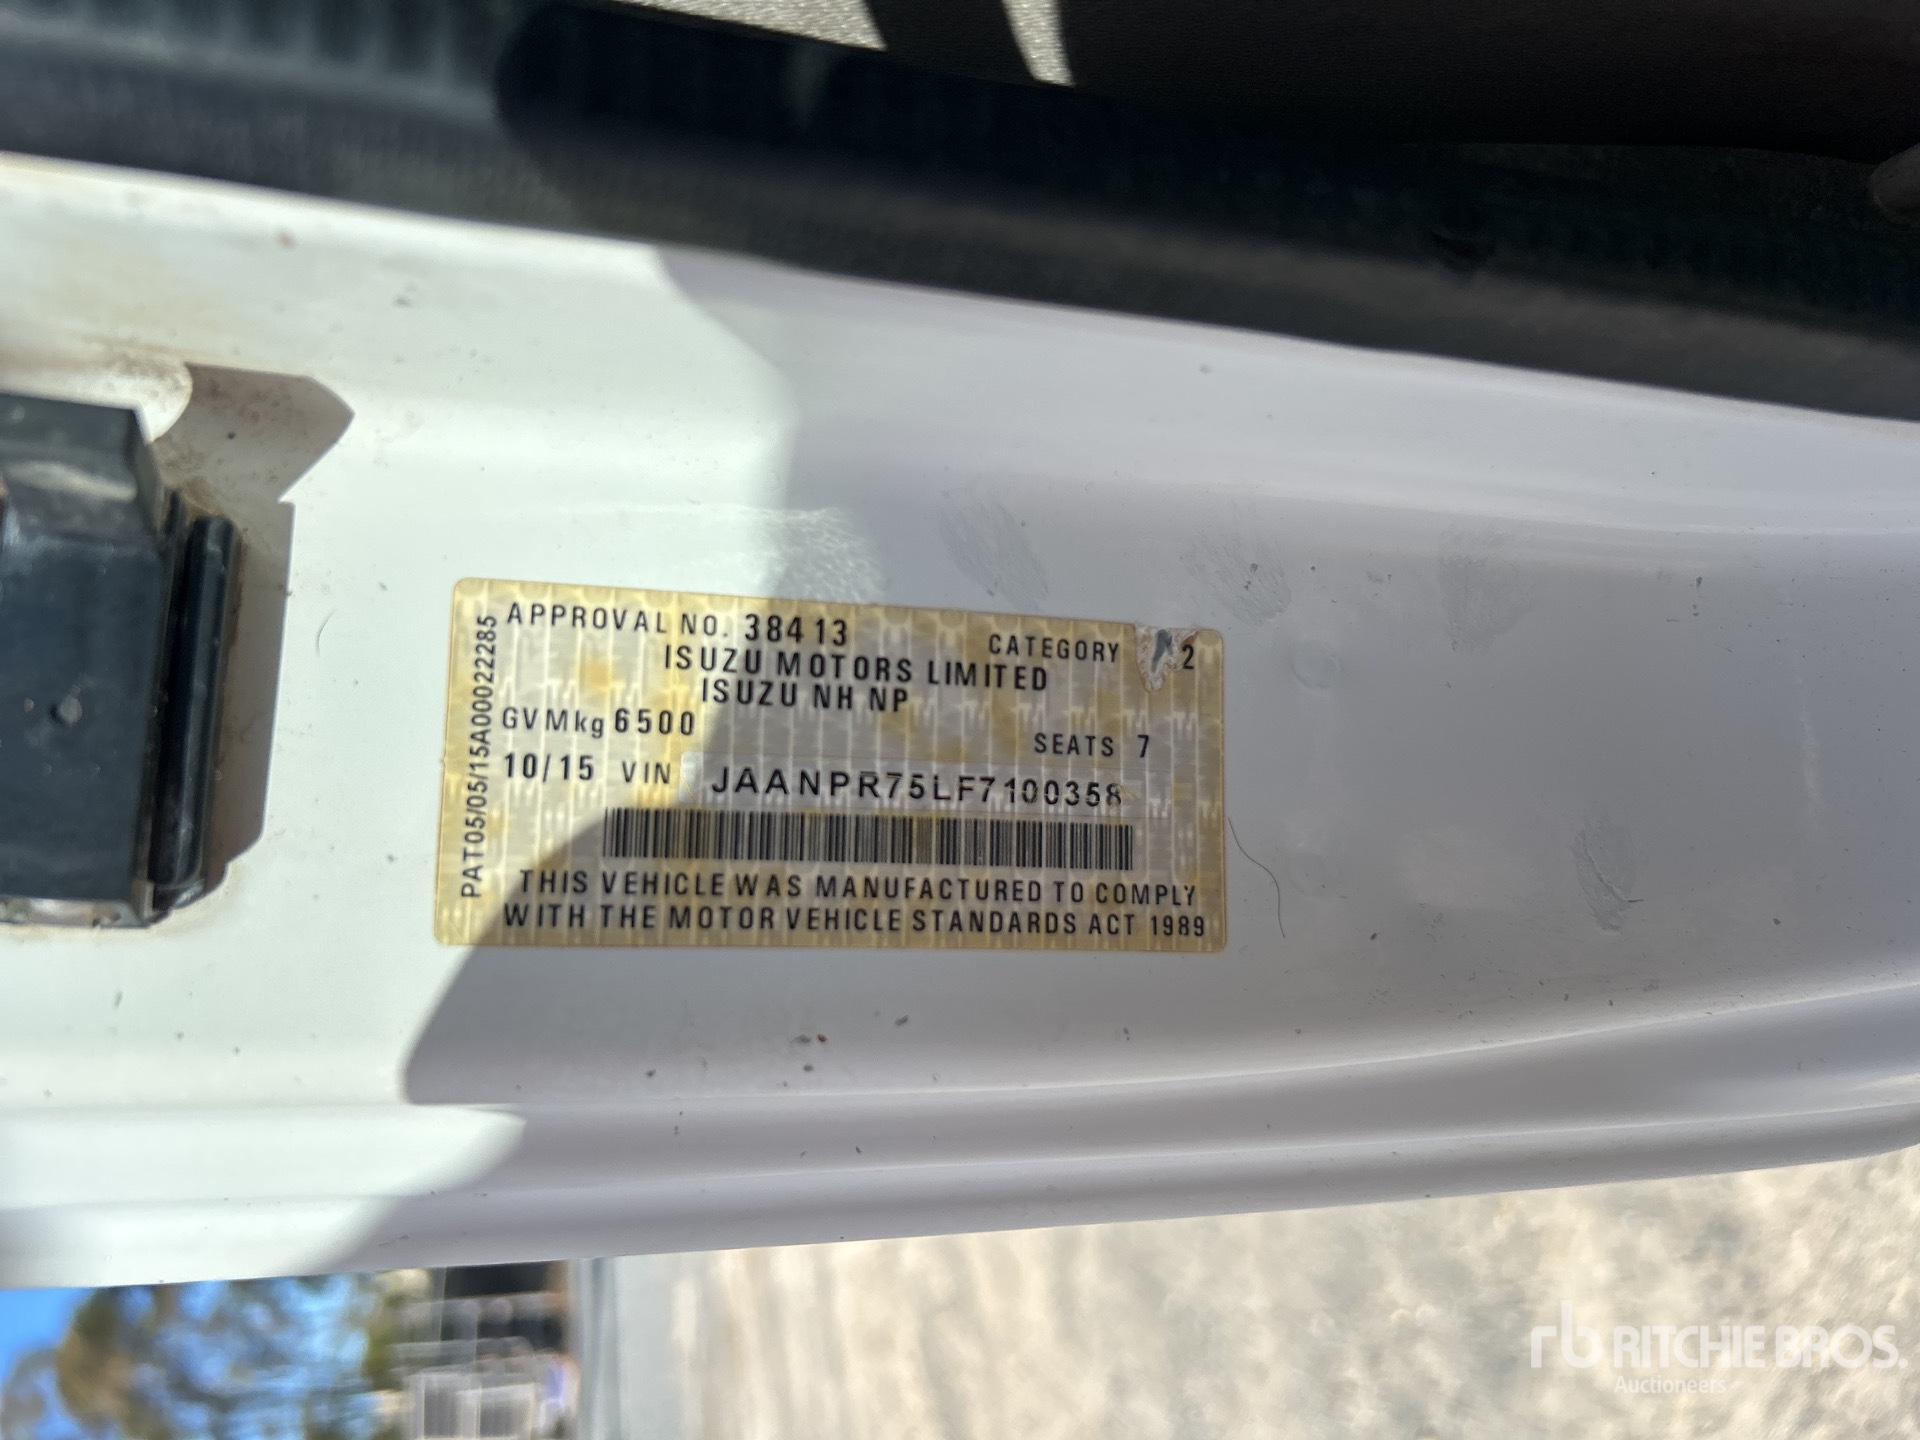 APPROVAL NO. 38413 CATEGORY 2
ISUZU MOTORS LIMITED
ISUZU NH NP
GVMkg 6500 SEATS 7
10/15 VIN JAANPR75LF7100358
THIS VEHICLE WAS MANUFACTURED TO COMPLY
WITH THE MOTOR VEHICLE STANDARDS ACT 1989
PAT05/05/15A00022285
rb RITCHIE BROS.
Auctioneers